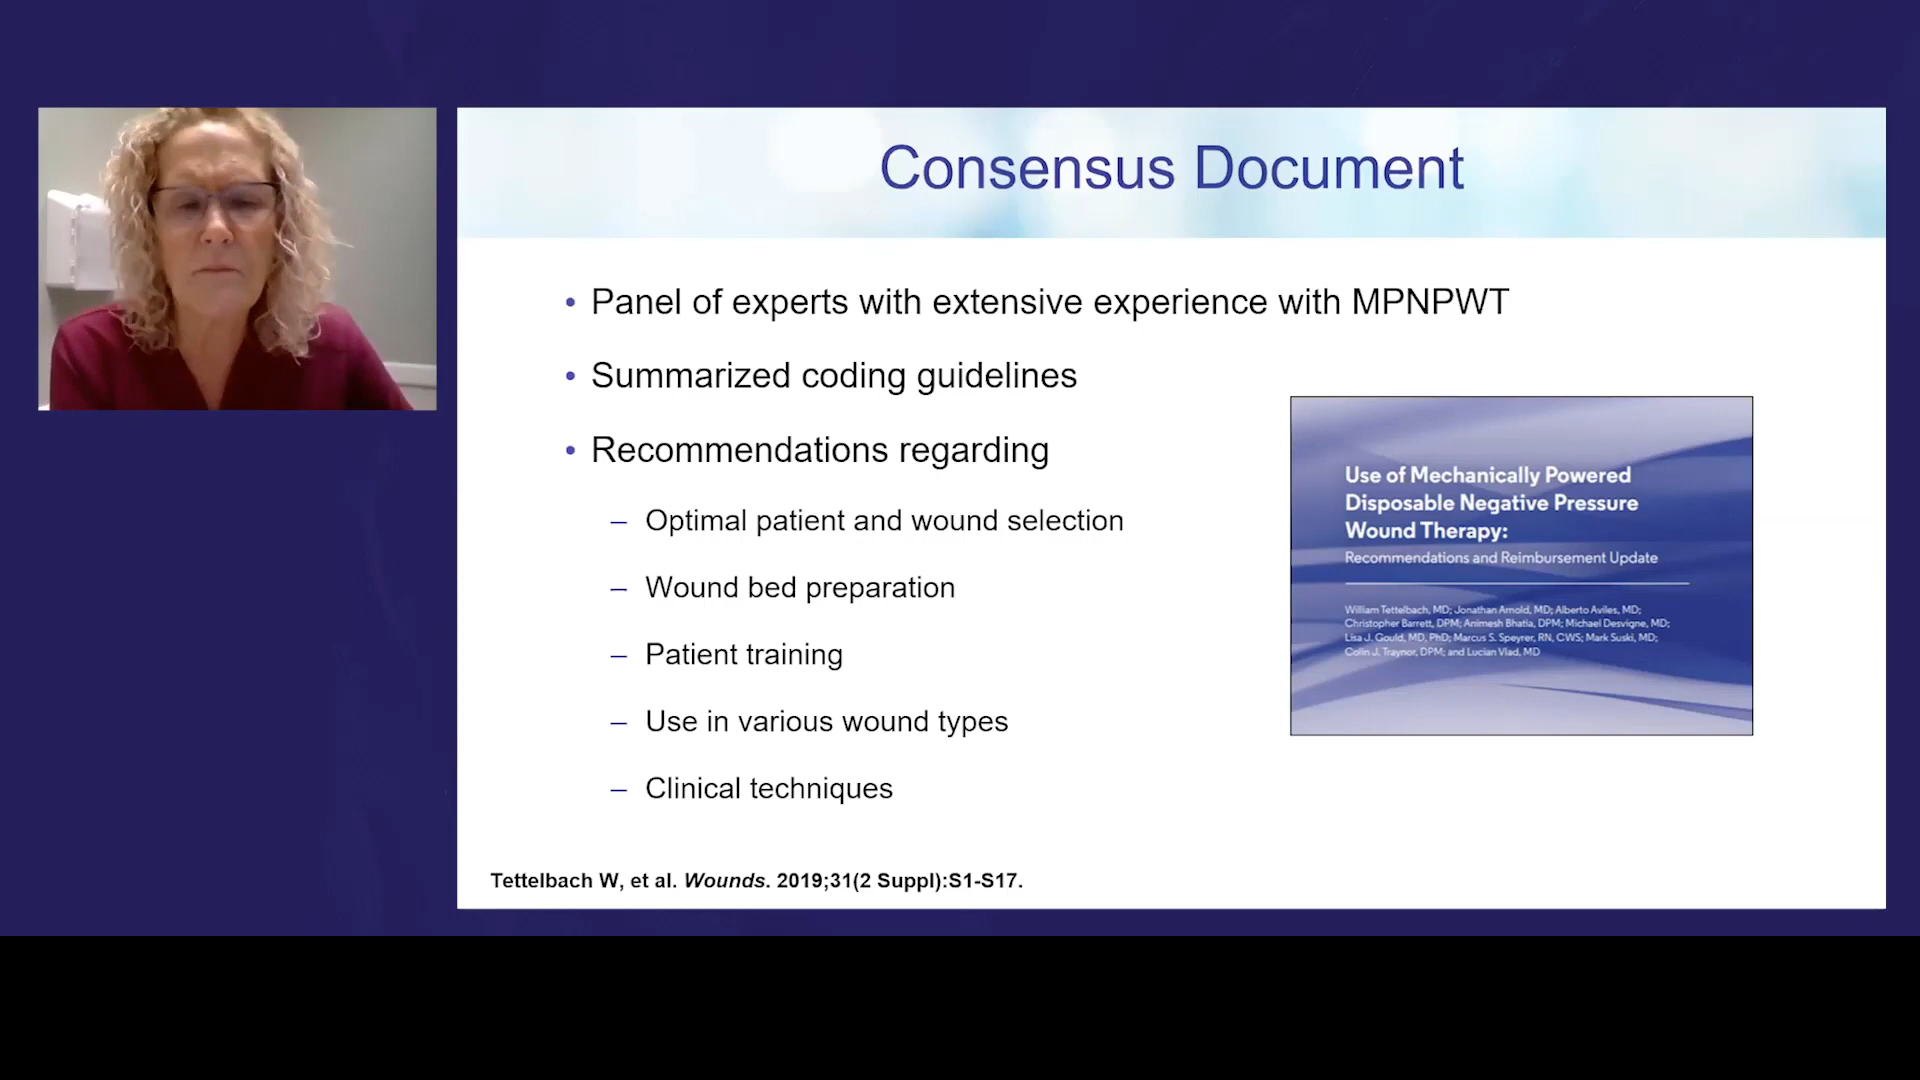 Consensus Document
• Panel of experts with extensive experience with MPNPWT
• Summarized coding guidelines
• Recommendations regarding
– Optimal patient and wound selection
– Wound bed preparation
– Patient training
– Use in various wound types
– Clinical techniques
Use of Mechanically Powered
Disposable Negative Pressure
Wound Therapy:
Recommendations and Reimbursement Update
William Tettelbach, MD; Jonathan Arnold, MD; Alberto Aviles, MD;
Christopher Barrett, DPM; Animesh Bhatia, DPM; Michael Desvigne, MD;
Lisa J. Gould, MD, PhD; Marcus S. Speyrer, RN, CWS; Mark Suski, MD;
Colin J. Traynor, DPM; and Lucian Vlad, MD
Tettelbach W, et al. Wounds. 2019;31(2 Suppl):S1-S17.